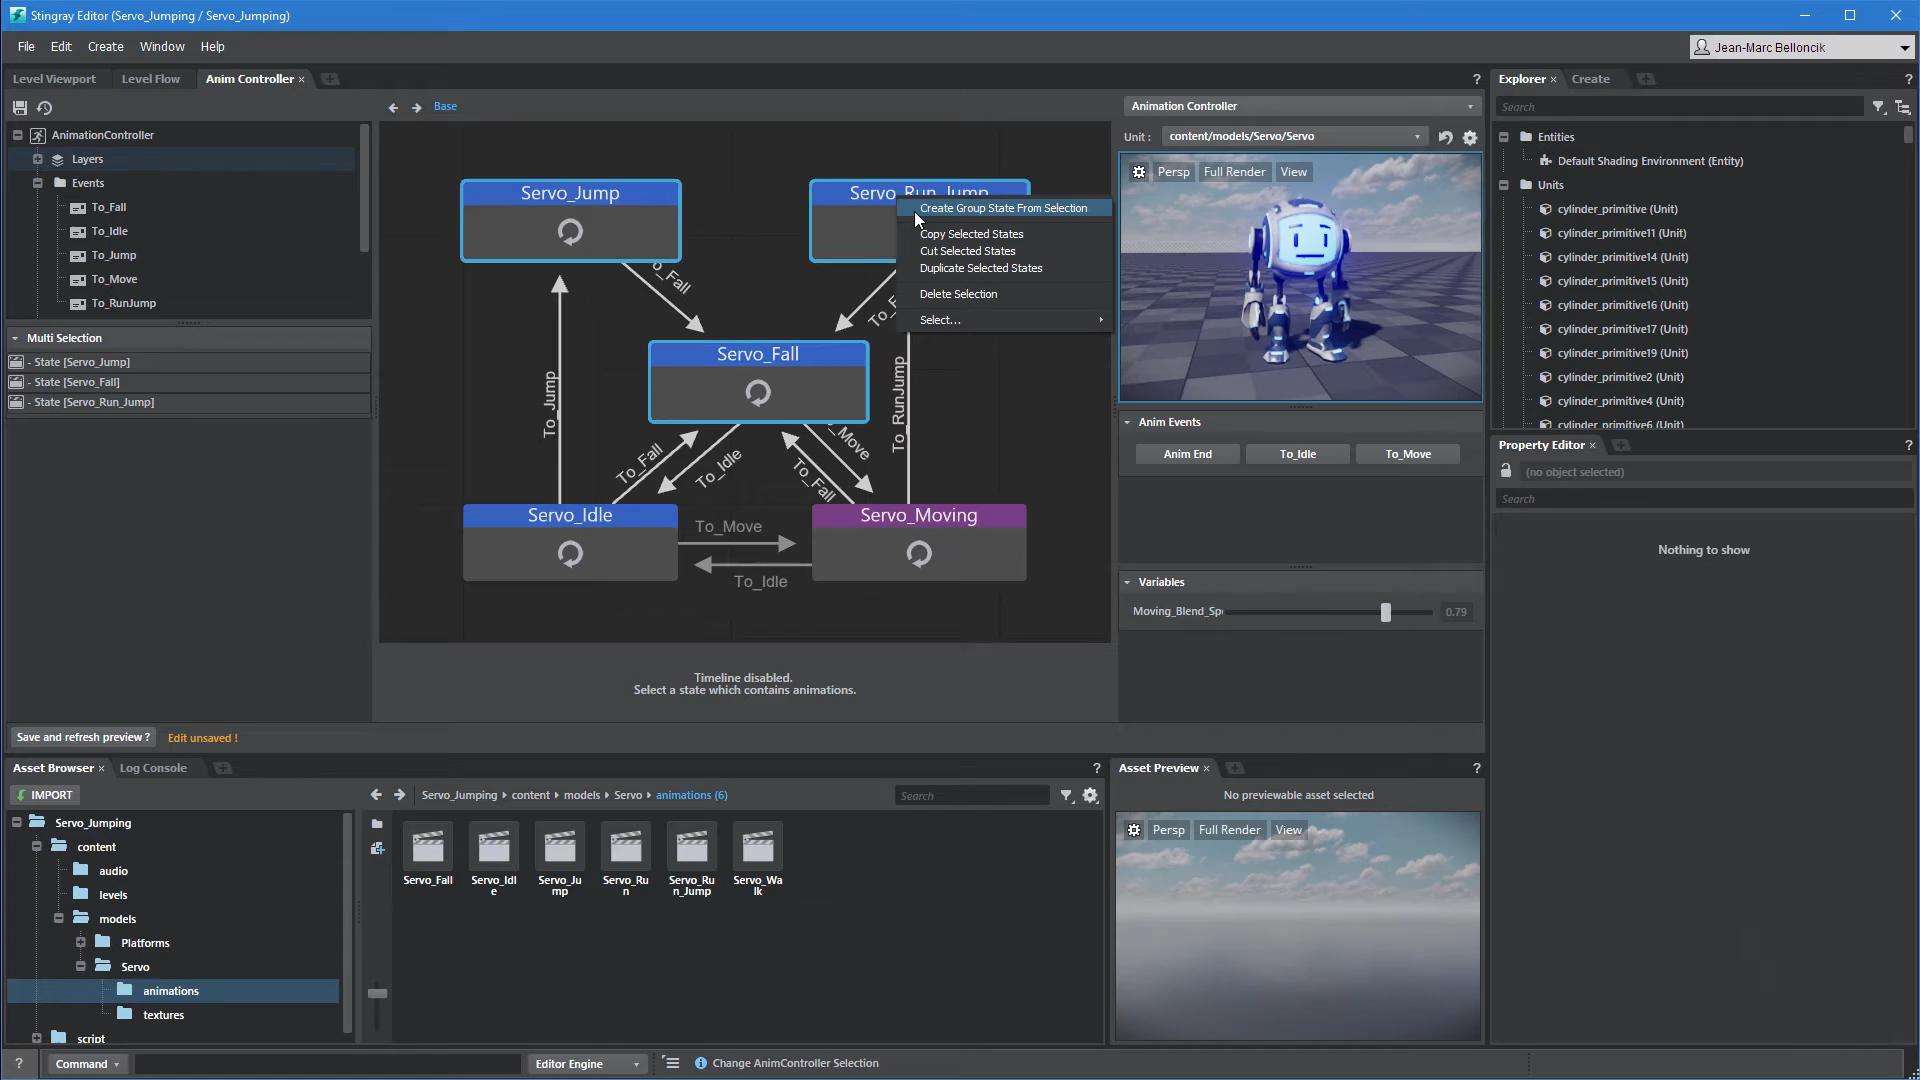 Stingray Editor (Servo_Jumping / Servo_Jumping)
File Edit Create Window Help
Jean-Marc Belloncik
Level Viewport Level Flow Anim Controller
AnimationController
Layers
Events
To_Fall
To_Idle
To_Jump
To_Move
To_RunJump
Multi Selection
- State [Servo_Jump]
- State [Servo_Fall]
- State [Servo_Run_Jump]
Save and refresh preview ? Edit unsaved !
Base
Servo_Jump
Servo_Run_Jump
Create Group State From Selection
Copy Selected States
Cut Selected States
Duplicate Selected States
Delete Selection
Select...
Servo_Fall
To_Jump
To_RunJump
To_Fall
To_Idle
To_Fall
Servo_Idle
Servo_Moving
To_Move
To_Idle
Timeline disabled.
Select a state which contains animations.
?
Animation Controller
Unit : content/models/Servo/Servo
Persp Full Render View
Anim Events
Anim End To_Idle To_Move
Variables
0.79
Explorer Create ?
Search
Entities
Default Shading Environment (Entity)
Units
cylinder_primitive (Unit)
cylinder_primitive11 (Unit)
cylinder_primitive14 (Unit)
cylinder_primitive15 (Unit)
cylinder_primitive16 (Unit)
cylinder_primitive17 (Unit)
cylinder_primitive19 (Unit)
cylinder_primitive2 (Unit)
cylinder_primitive4 (Unit)
cylinder_primitive6 (Unit)
Property Editor ?
(no object selected)
Search
Nothing to show
Asset Browser Log Console ?
IMPORT
Servo_Jumping
content
audio
levels
models
Platforms
Servo
animations
textures
script
Servo_Jumping content models Servo animations (6)
Search
Servo_Fall
Servo_Idl
e
Servo_Ju
mp
Servo_Ru
n
Servo_Ru
n_Jump
Servo_Wa
lk
Asset Preview ?
No previewable asset selected
Persp Full Render View
? Command Editor Engine Change AnimController Selection